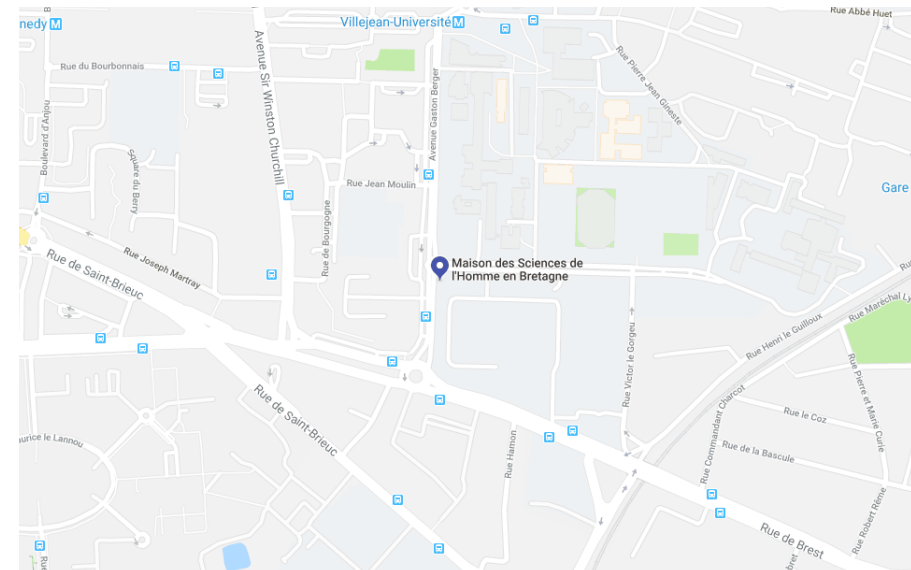 nedy M
Villejean-Université M
Rue Abbé Huet
Rue du Bourbonnais
Avenue Sir Winston Churchill
Avenue Gaston Berger
Rue Pierre Jean Gineste
Boulevard d'Anjou
Square du Berry
Rue Jean Moulin
Gare
Rue de Bourgogne
Rue Joseph Martray
Rue de Saint-Brieuc
Maison des Sciences de
l'Homme en Bretagne
Rue Maréchal Ly
Rue Henri le Guilloux
Rue Victor le Gorgeu
Rue Pierre et Marie Curie
Rue de Saint-Brieuc
Rue Commandant Charcot
Rue le Coz
urice le Lannou
Rue Hamon
Rue de la Bascule
Rue Robert Rême
Rue de Brest
bret
Rue